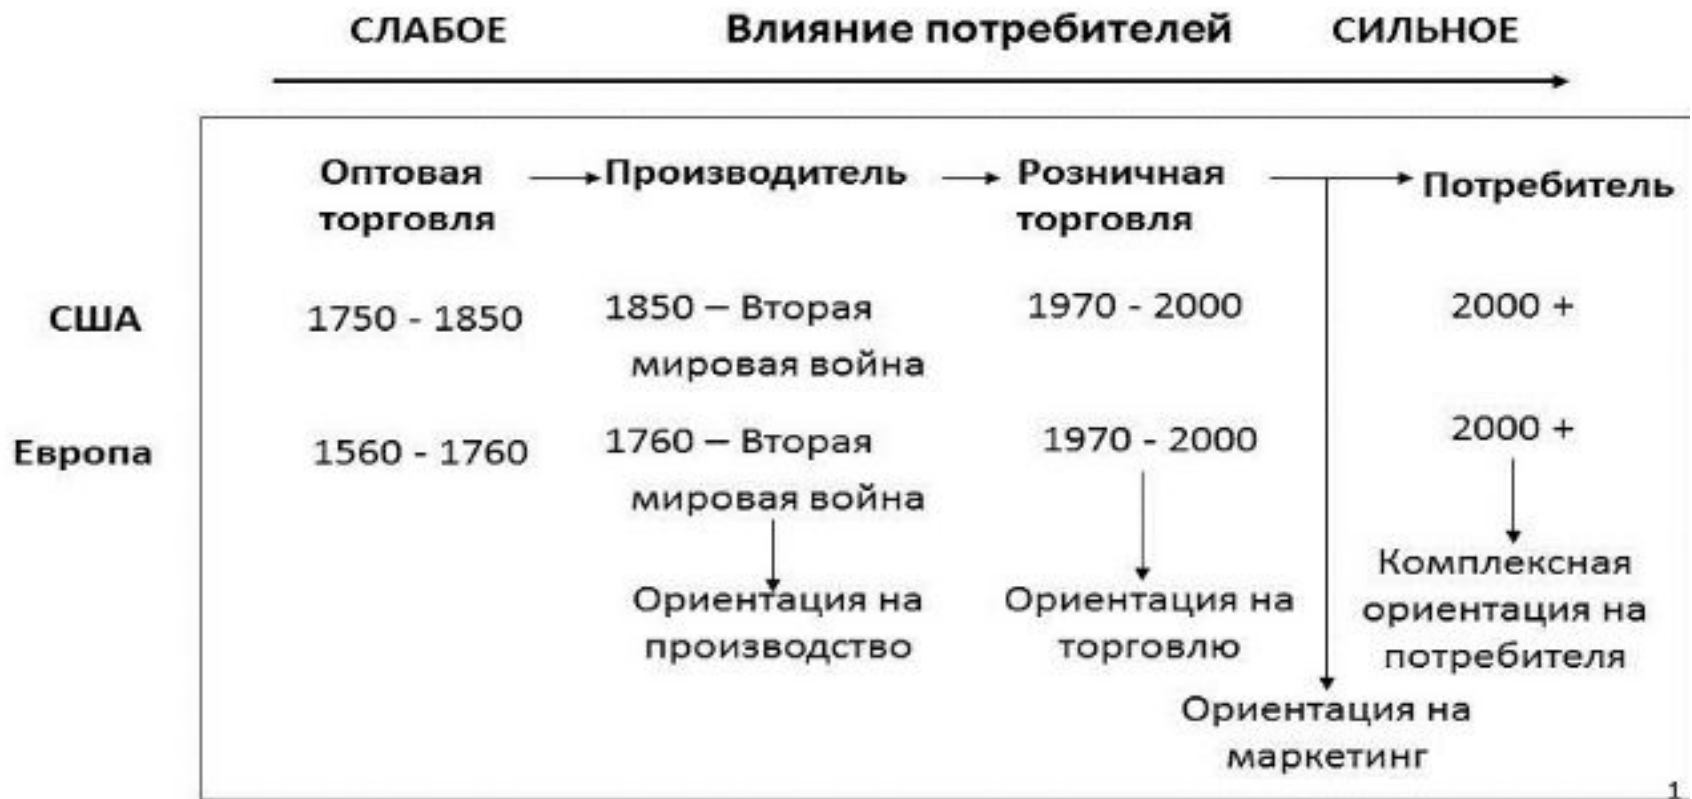 СЛАБОЕ Влияние потребителей СИЛЬНОЕ
Оптовая
торговля
Производитель
Розничная
торговля
Потребитель
США
1750 - 1850
1850 – Вторая
мировая война
1970 - 2000
2000 +
Европа
1560 - 1760
1760 – Вторая
мировая война
1970 - 2000
2000 +
Ориентация на
производство
Ориентация на
торговлю
Комплексная
ориентация на
потребителя
Ориентация на
маркетинг
1